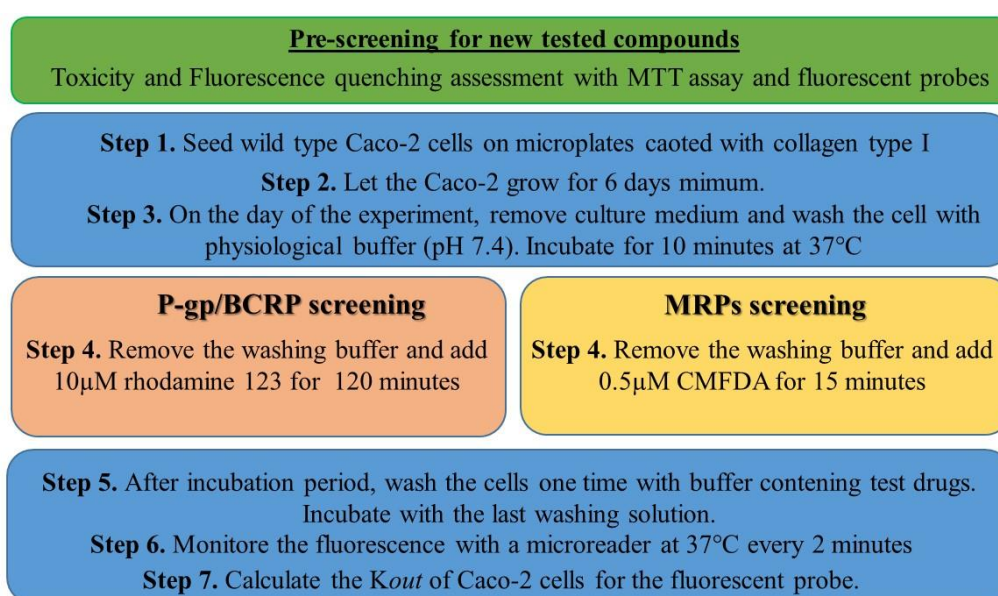 Pre-screening for new tested compounds
Toxicity and Fluorescence quenching assessment with MTT assay and fluorescent probes
Step 1. Seed wild type Caco-2 cells on microplates caoted with collagen type I
Step 2. Let the Caco-2 grow for 6 days mimum.
Step 3. On the day of the experiment, remove culture medium and wash the cell with
physiological buffer (pH 7.4). Incubate for 10 minutes at 37°C
P-gp/BCRP screening
Step 4. Remove the washing buffer and add
10µM rhodamine 123 for 120 minutes
MRPs screening
Step 4. Remove the washing buffer and add
0.5µM CMFDA for 15 minutes
Step 5. After incubation period, wash the cells one time with buffer contening test drugs.
Incubate with the last washing solution.
Step 6. Monitore the fluorescence with a microreader at 37°C every 2 minutes
Step 7. Calculate the Kout of Caco-2 cells for the fluorescent probe.